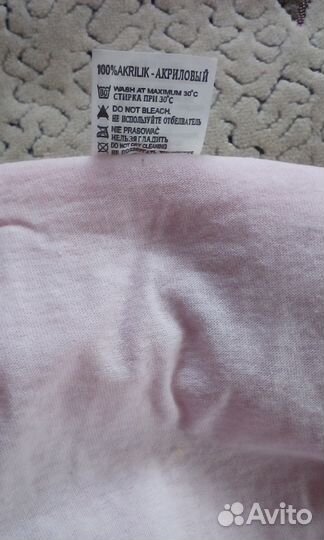 100%AKRILIK - АКРИЛОВЫЙ
WASH AT MAXIMUM 30°C
СТИРКА ПРИ 30°C
DO NOT BLEACH.
НЕ ИСПОЛЬЗУЙТЕ ОТБЕЛИВАТЕЛЬ
NIE PRASOWAĆ
НЕЛЬЗЯ ГЛАДИТЬ
DO NOT DRY CLEANING
Avito